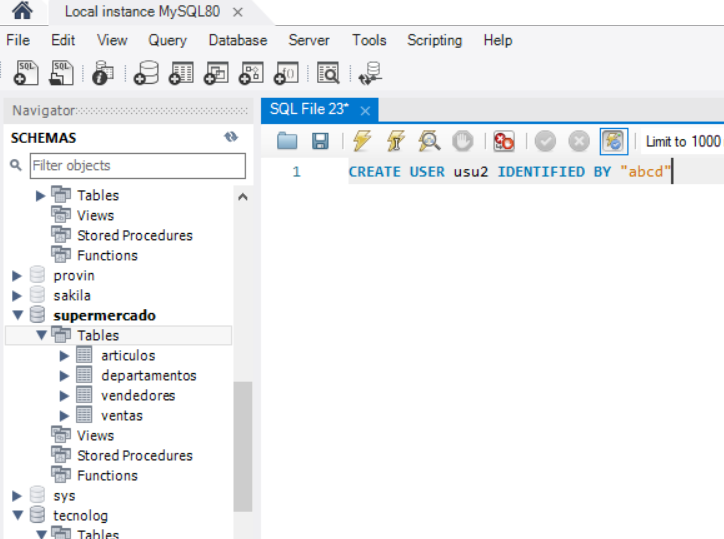 Local instance MySQL80 ×
File Edit View Query Database Server Tools Scripting Help
SQL SQL
Navigator
SQL File 23* ×
SCHEMAS
Limit to 1000
Filter objects
1 CREATE USER usu2 IDENTIFIED BY "abcd"
Tables
Views
Stored Procedures
Functions
provin
sakila
supermercado
Tables
articulos
departamentos
vendedores
ventas
Views
Stored Procedures
Functions
sys
tecnolog
Tables